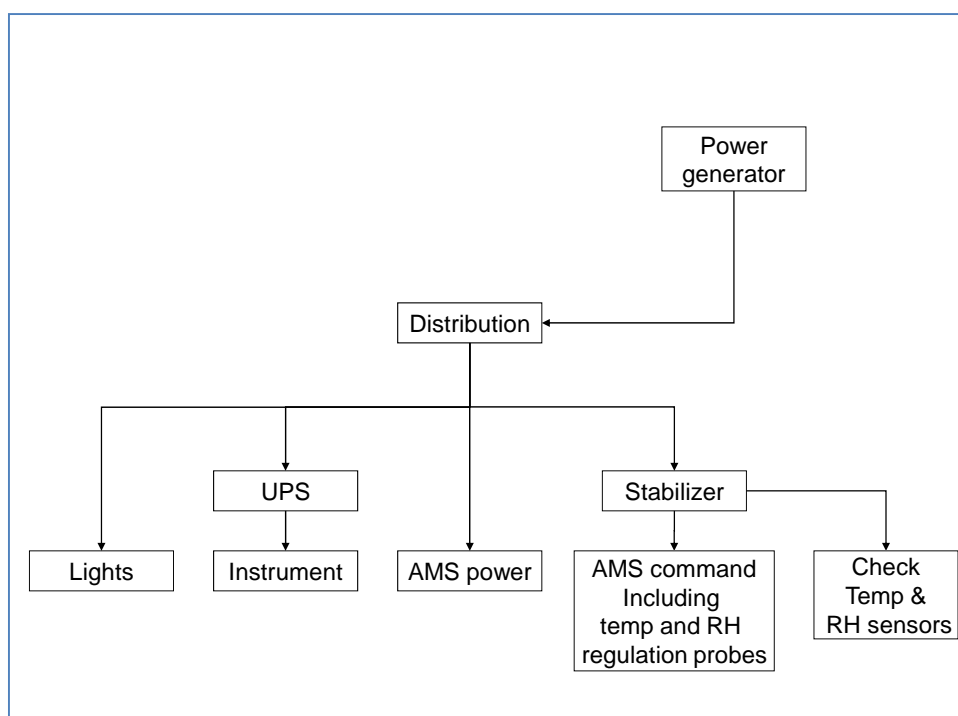 Power
generator
Distribution
UPS
Stabilizer
Lights
Instrument
AMS power
AMS command
Including
temp and RH
regulation probes
Check
Temp &
RH sensors